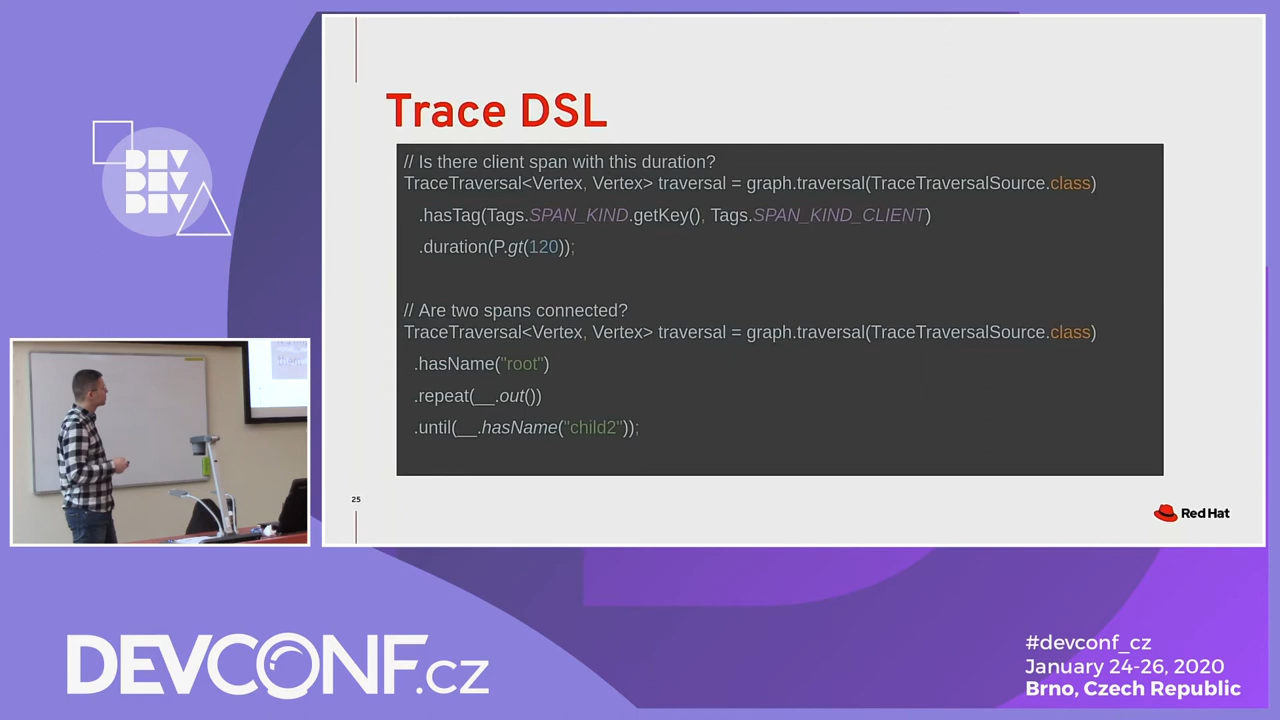 DEV
DEV
DEV
Trace DSL
// Is there client span with this duration?
TraceTraversal<Vertex, Vertex> traversal = graph.traversal(TraceTraversalSource.class)
.hasTag(Tags.SPAN_KIND.getKey(), Tags.SPAN_KIND_CLIENT)
.duration(P.gt(120));
// Are two spans connected?
TraceTraversal<Vertex, Vertex> traversal = graph.traversal(TraceTraversalSource.class)
.hasName("root")
.repeat(__.out())
.until(__.hasName("child2"));
25
Red Hat
them.
DEVCONF.cz
#devconf_cz
January 24-26, 2020
Brno, Czech Republic